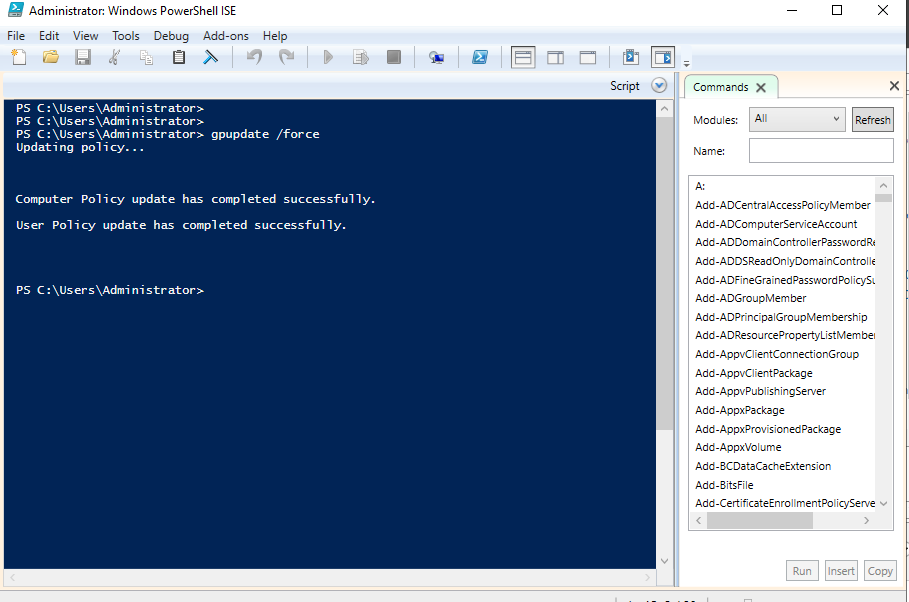 Administrator: Windows PowerShell ISE
File Edit View Tools Debug Add-ons Help
Script
PS C:\Users\Administrator>
PS C:\Users\Administrator>
PS C:\Users\Administrator> gpupdate /force
Updating policy...
Computer Policy update has completed successfully.
User Policy update has completed successfully.
PS C:\Users\Administrator>
Commands
Modules: All Refresh
Name:
A:
Add-ADCentralAccessPolicyMember
Add-ADComputerServiceAccount
Add-ADDomainControllerPasswordRe
Add-ADDSReadOnlyDomainControlle
Add-ADFineGrainedPasswordPolicySu
Add-ADGroupMember
Add-ADPrincipalGroupMembership
Add-ADResourcePropertyListMember
Add-AppvClientConnectionGroup
Add-AppvClientPackage
Add-AppvPublishingServer
Add-AppxPackage
Add-AppxProvisionedPackage
Add-AppxVolume
Add-BCDataCacheExtension
Add-BitsFile
Add-CertificateEnrollmentPolicyServe
Run Insert Copy